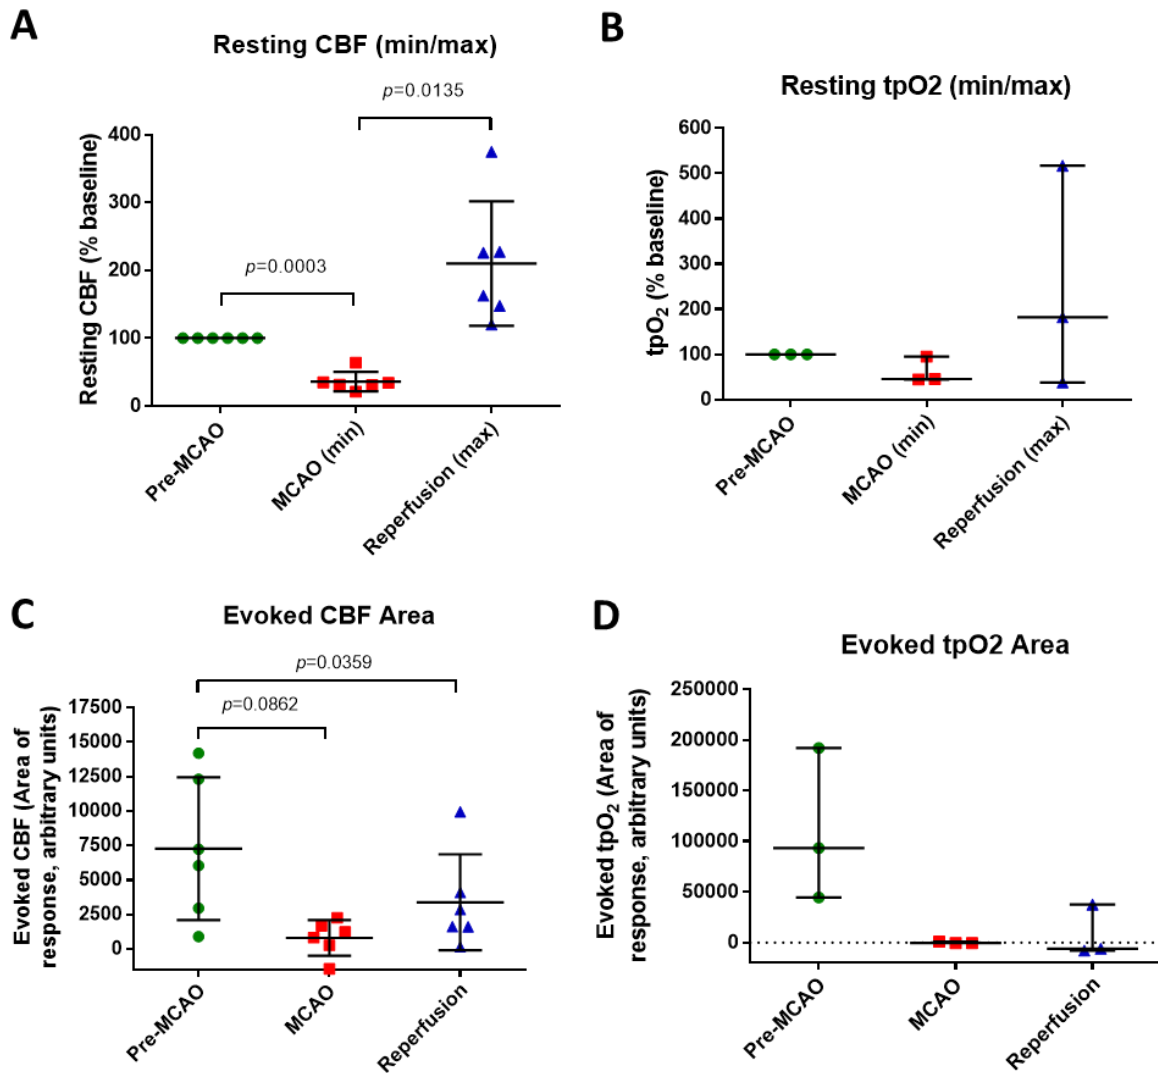 A
Resting CBF (min/max)
p=0.0135
p=0.0003
Resting CBF (% baseline)
400
300
200
100
0
Pre-MCAO
MCAO (min)
Reperfusion (max)
B
Resting tpO2 (min/max)
tpO₂ (% baseline)
600
500
400
300
200
100
0
Pre-MCAO
MCAO (min)
Reperfusion (max)
C
Evoked CBF Area
p=0.0359
p=0.0862
Evoked CBF (Area of
response, arbitrary units)
17500
15000
12500
10000
7500
5000
2500
0
Pre-MCAO
MCAO
Reperfusion
D
Evoked tpO2 Area
Evoked tpO₂ (Area of
response, arbitrary units)
250000
200000
150000
100000
50000
0
Pre-MCAO
MCAO
Reperfusion